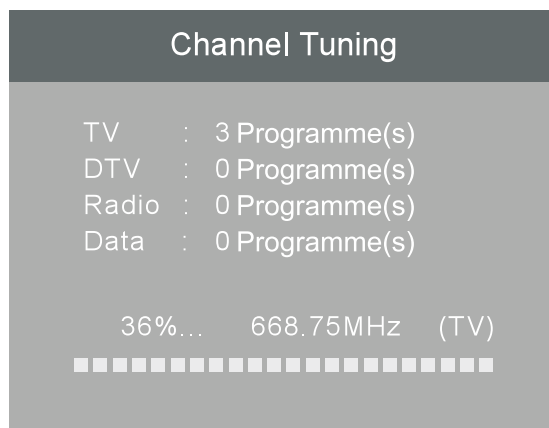 Channel Tuning
TV : 3 Programme(s)
DTV : 0 Programme(s)
Radio : 0 Programme(s)
Data : 0 Programme(s)
36%... 668.75MHz (TV)